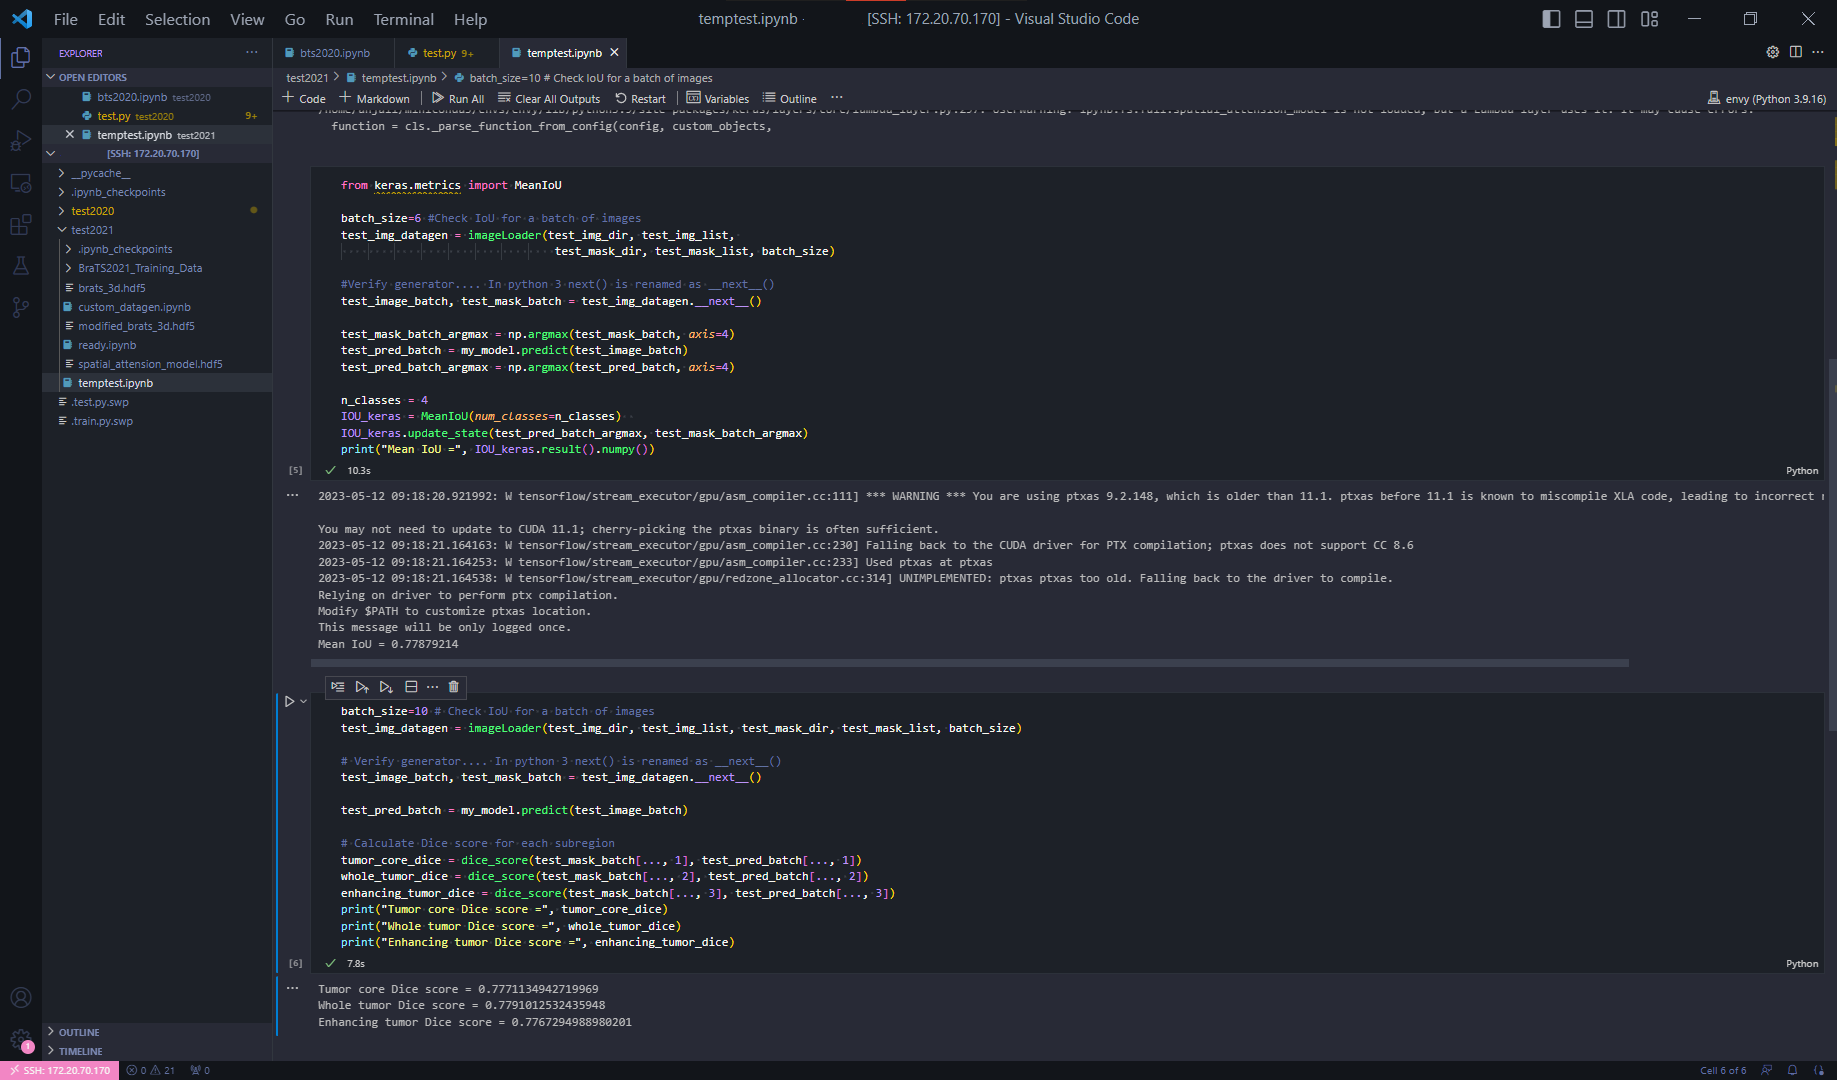 File Edit Selection View Go Run Terminal Help
temptest.ipynb - [SSH: 172.20.70.170] - Visual Studio Code
EXPLORER
OPEN EDITORS
bts2020.ipynb test2020
test.py test2020 9+
temptest.ipynb test2021
[SSH: 172.20.70.170]
__pycache__
.ipynb_checkpoints
test2020
test2021
.ipynb_checkpoints
BraTS2021_Training_Data
brats_3d.hdf5
custom_datagen.ipynb
modified_brats_3d.hdf5
ready.ipynb
spatial_attension_model.hdf5
temptest.ipynb
.test.py.swp
.train.py.swp
OUTLINE
TIMELINE
bts2020.ipynb test.py 9+ temptest.ipynb
test2021 > temptest.ipynb > batch_size=10 # Check IoU for a batch of images
Code Markdown Run All Clear All Outputs Restart Variables Outline envy (Python 3.9.16)
function = cls._parse_function_from_config(config, custom_objects,
from keras.metrics import MeanIoU
batch_size=6 #Check IoU for a batch of images
test_img_datagen = imageLoader(test_img_dir, test_img_list,
test_mask_dir, test_mask_list, batch_size)
#Verify generator.... In python 3 next() is renamed as __next__()
test_image_batch, test_mask_batch = test_img_datagen.__next__()
test_mask_batch_argmax = np.argmax(test_mask_batch, axis=4)
test_pred_batch = my_model.predict(test_image_batch)
test_pred_batch_argmax = np.argmax(test_pred_batch, axis=4)
n_classes = 4
IOU_keras = MeanIoU(num_classes=n_classes)
IOU_keras.update_state(test_pred_batch_argmax, test_mask_batch_argmax)
print("Mean IoU =", IOU_keras.result().numpy())
[5] 10.3s Python
2023-05-12 09:18:20.921992: W tensorflow/stream_executor/gpu/asm_compiler.cc:111] *** WARNING *** You are using ptxas 9.2.148, which is older than 11.1. ptxas before 11.1 is known to miscompile XLA code, leading to incorrect
You may not need to update to CUDA 11.1; cherry-picking the ptxas binary is often sufficient.
2023-05-12 09:18:21.164163: W tensorflow/stream_executor/gpu/asm_compiler.cc:230] Falling back to the CUDA driver for PTX compilation; ptxas does not support CC 8.6
2023-05-12 09:18:21.164253: W tensorflow/stream_executor/gpu/asm_compiler.cc:233] Used ptxas at ptxas
2023-05-12 09:18:21.164538: W tensorflow/stream_executor/gpu/redzone_allocator.cc:314] UNIMPLEMENTED: ptxas ptxas too old. Falling back to the driver to compile.
Relying on driver to perform ptx compilation.
Modify $PATH to customize ptxas location.
This message will be only logged once.
Mean IoU = 0.77879214
batch_size=10 # Check IoU for a batch of images
test_img_datagen = imageLoader(test_img_dir, test_img_list, test_mask_dir, test_mask_list, batch_size)
# Verify generator.... In python 3 next() is renamed as __next__()
test_image_batch, test_mask_batch = test_img_datagen.__next__()
test_pred_batch = my_model.predict(test_image_batch)
# Calculate Dice score for each subregion
tumor_core_dice = dice_score(test_mask_batch[..., 1], test_pred_batch[..., 1])
whole_tumor_dice = dice_score(test_mask_batch[..., 2], test_pred_batch[..., 2])
enhancing_tumor_dice = dice_score(test_mask_batch[..., 3], test_pred_batch[..., 3])
print("Tumor core Dice score =", tumor_core_dice)
print("Whole tumor Dice score =", whole_tumor_dice)
print("Enhancing tumor Dice score =", enhancing_tumor_dice)
[6] 7.8s Python
Tumor core Dice score = 0.7771134942719969
Whole tumor Dice score = 0.7791012532435948
Enhancing tumor Dice score = 0.7767294988980201
1
SSH: 172.20.70.170 0 21 0 Cell 6 of 6